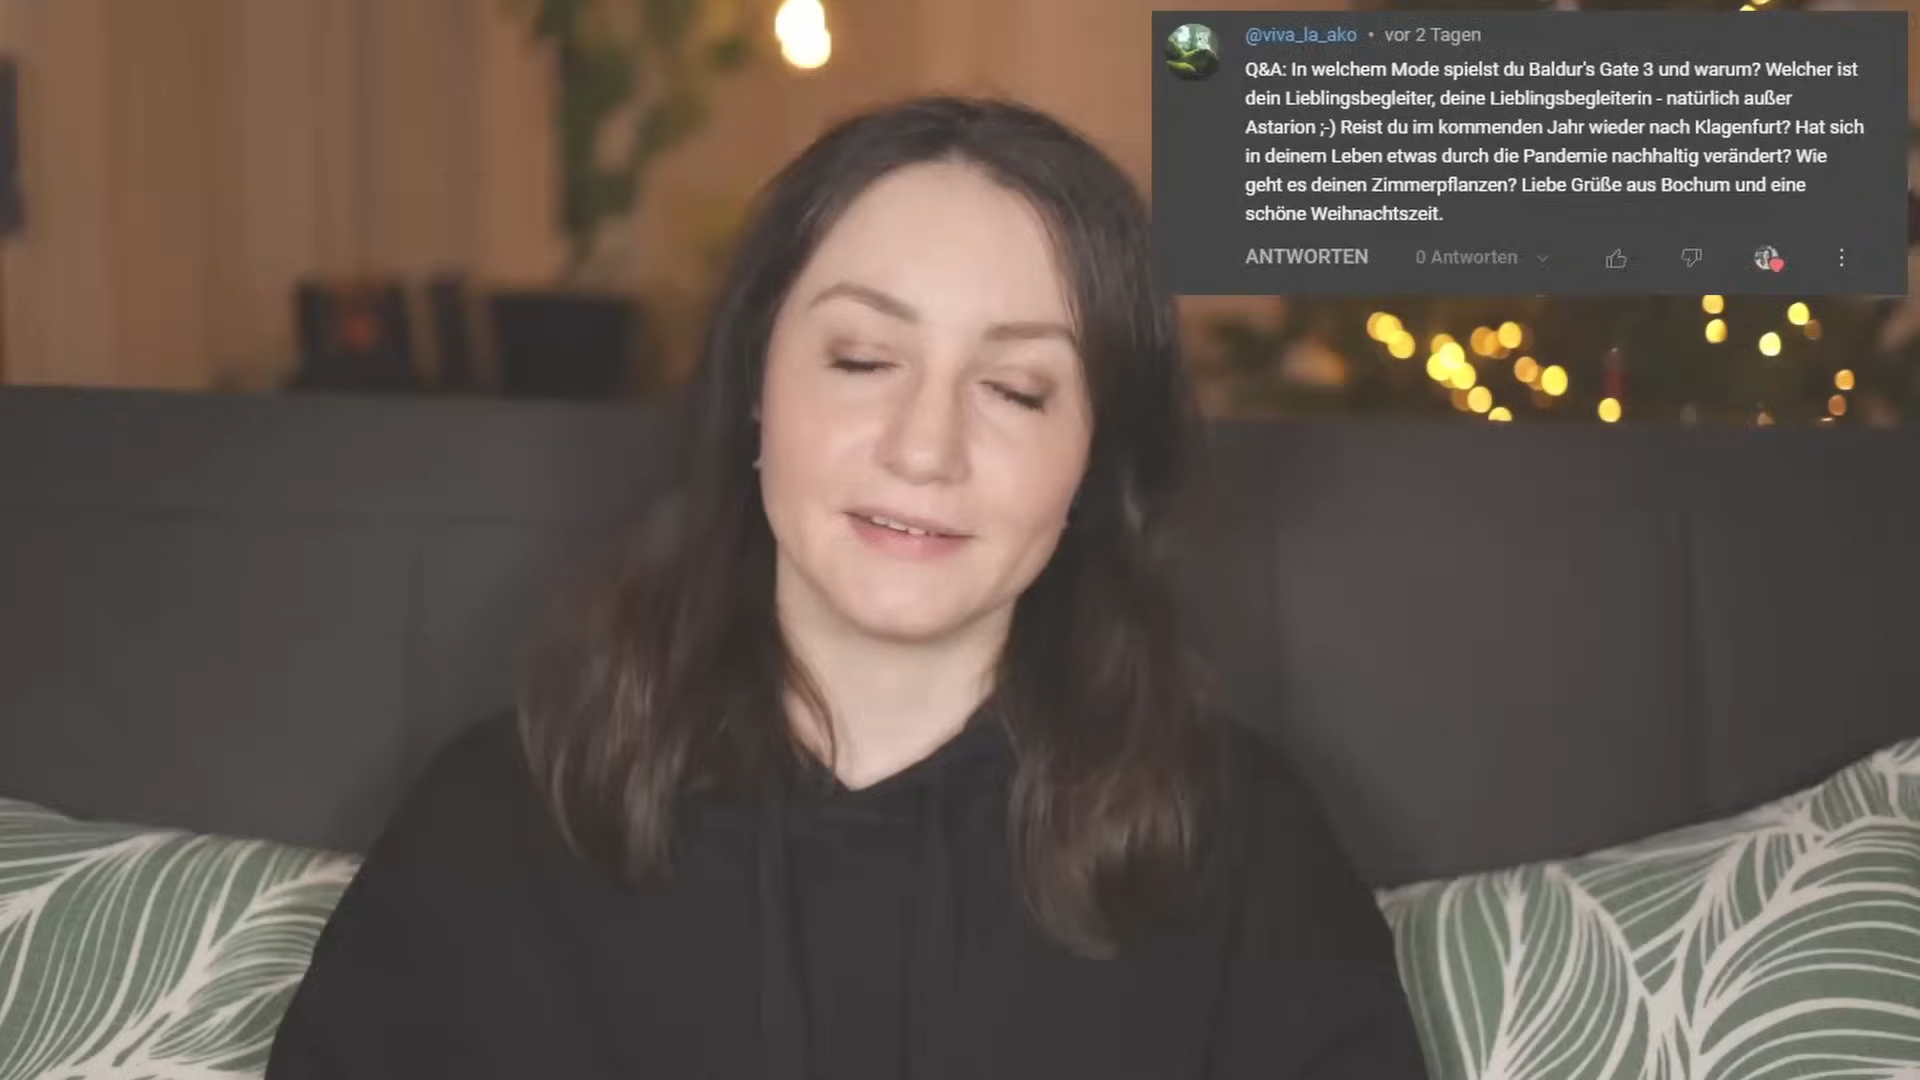 @viva_la_ako • vor 2 Tagen
Q&A: In welchem Mode spielst du Baldur's Gate 3 und warum? Welcher ist
dein Lieblingsbegleiter, deine Lieblingsbegleiterin - natürlich außer
Astarion ;-) Reist du im kommenden Jahr wieder nach Klagenfurt? Hat sich
in deinem Leben etwas durch die Pandemie nachhaltig verändert? Wie
geht es deinen Zimmerpflanzen? Liebe Grüße aus Bochum und eine
schöne Weihnachtszeit.
ANTWORTEN 0 Antworten